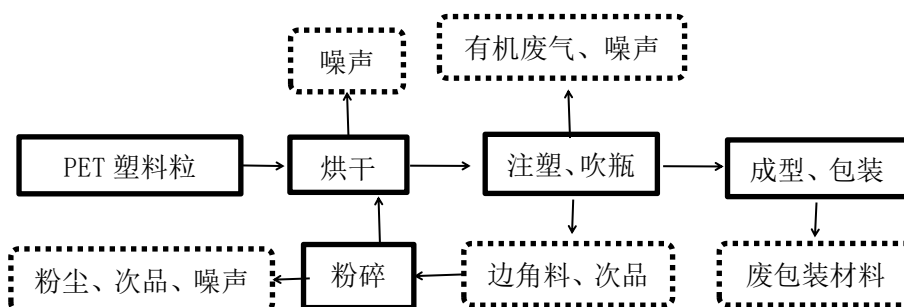 噪声
有机废气、噪声
PET 塑料粒
烘干
注塑、吹瓶
成型、包装
粉尘、次品、噪声
粉碎
边角料、次品
废包装材料